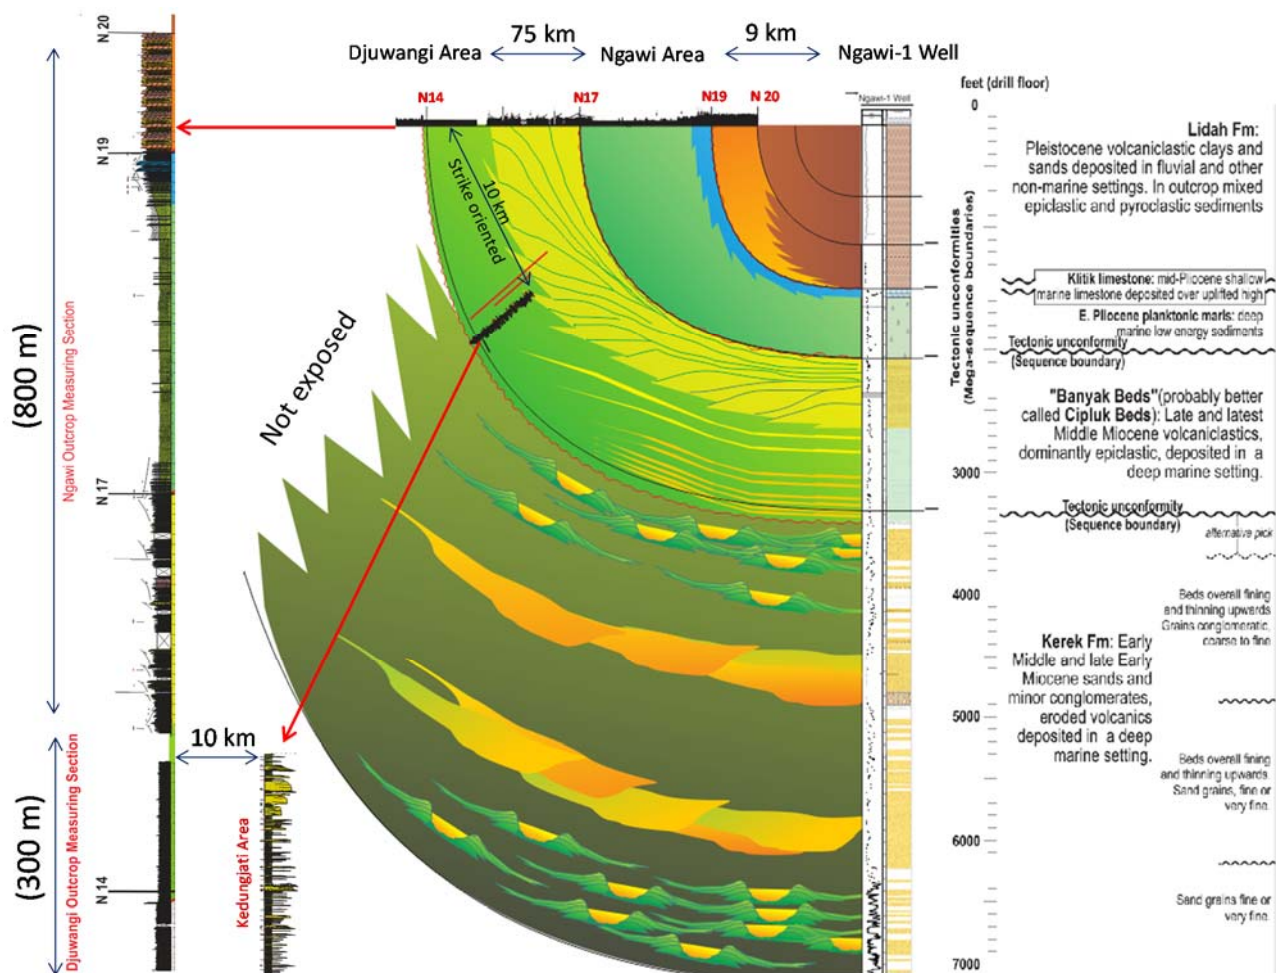 75 km
9 km
Djuwangi Area
Ngawi Area
Ngawi-1 Well
N14
N17
N19
N 20
Ngawi-1 Well
feet (drill floor)
0
3000
4000
5000
6000
7000
Tectonic unconformities
(Mega-sequence boundaries)
N 20
N 19
N 17
N14
(800 m)
Ngawi Outcrop Measuring Section
(300 m)
Djuwangi Outcrop Measuring Section
10 km
Kedungjati Area
10 km
Strike oriented
Not exposed
Lidah Fm:
Pleistocene volcaniclastic clays and
sands deposited in fluvial and other
non-marine settings. In outcrop mixed
epiclastic and pyroclastic sediments
Klitik limestone: mid-Pliocene shallow
marine limestone deposited over uplifted high
E. Pliocene planktonic marls: deep
marine low energy sediments
Tectonic unconformity
(Sequence boundary)
"Banyak Beds"(probably better
called Cipluk Beds): Late and latest
Middle Miocene volcaniclastics,
dominantly epiclastic, deposited in a
deep marine setting.
Tectonic unconformity
(Sequence boundary)
alternative pick
Beds overall fining
and thinning upwards
Grains conglomeratic,
coarse to fine
Kerek Fm: Early
Middle and late Early
Miocene sands and
minor conglomerates,
eroded volcanics
deposited in a deep
marine setting.
Beds overall fining
and thinning upwards.
Sand grains, fine or
very fine.
Sand grains fine or
very fine.